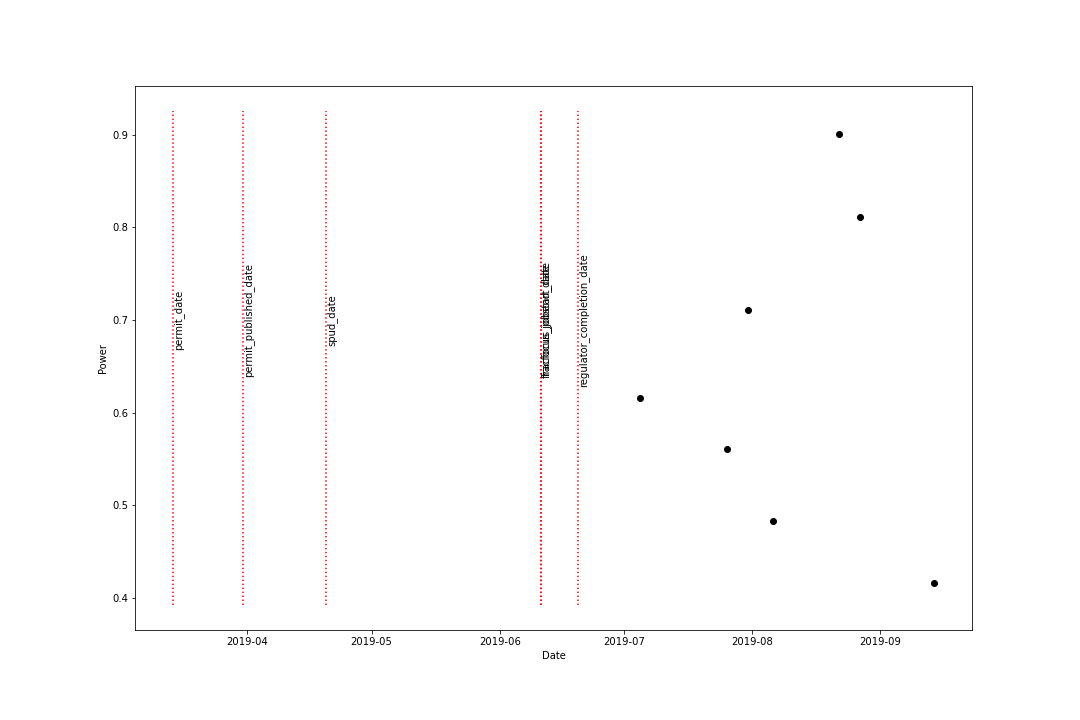 0.9
0.8
0.7
0.6
0.5
0.4
Power
permit_date
permit_published_date
spud_date
regulator_completion_date
2019-04
2019-05
2019-06
2019-07
2019-08
2019-09
Date